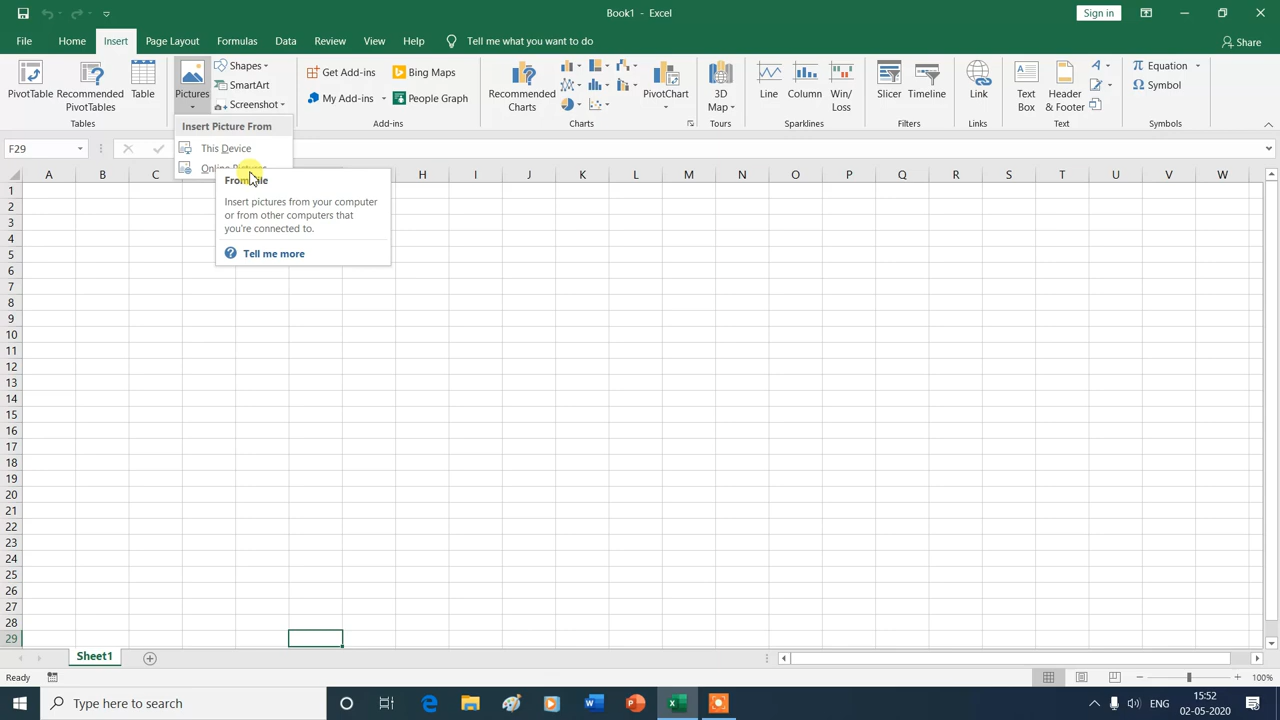 Book1 - Excel
Sign in
File Home Insert Page Layout Formulas Data Review View Help Tell me what you want to do
Share
PivotTable
Recommended PivotTables
Table
Tables
Pictures
Shapes
SmartArt
Screenshot
Get Add-ins
My Add-ins
Bing Maps
People Graph
Add-ins
Recommended Charts
PivotChart
Charts
3D Map
Tours
Line
Column
Win/Loss
Sparklines
Slicer
Timeline
Filters
Link
Links
Text Box
Header & Footer
Text
Equation
Symbol
Symbols
Insert Picture From
This Device
F29
A B C H I J K L M N O P Q R S T U V W
From
Insert pictures from your computer
or from other computers that
you're connected to.
Tell me more
1
2
3
4
5
6
7
8
9
10
11
12
13
14
15
16
17
18
19
20
21
22
23
24
25
26
27
28
29
Sheet1
Ready
100%
Type here to search
ENG
15:52
02-05-2020